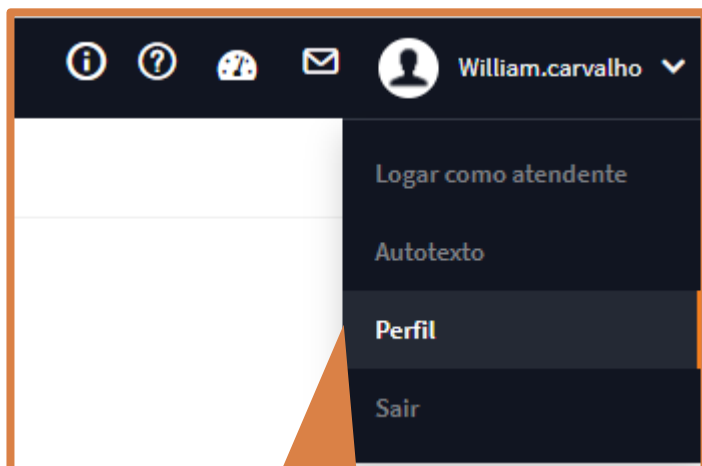 William.carvalho
Logar como atendente
Autotexto
Perfil
Sair